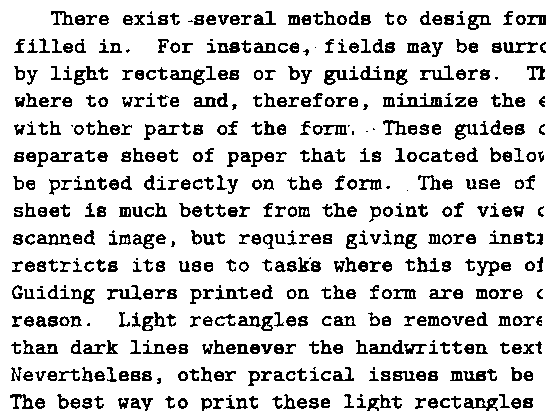 There exist several methods to design form
filled in. For instance, fields may be surro
by light rectangles or by guiding rulers. Th
where to write and, therefore, minimize the e
with other parts of the form. These guides c
separate sheet of paper that is located below
be printed directly on the form. The use of
sheet is much better from the point of view o
scanned image, but requires giving more instr
restricts its use to tasks where this type of
Guiding rulers printed on the form are more c
reason. Light rectangles can be removed more
than dark lines whenever the handwritten text
Nevertheless, other practical issues must be
The best way to print these light rectangles